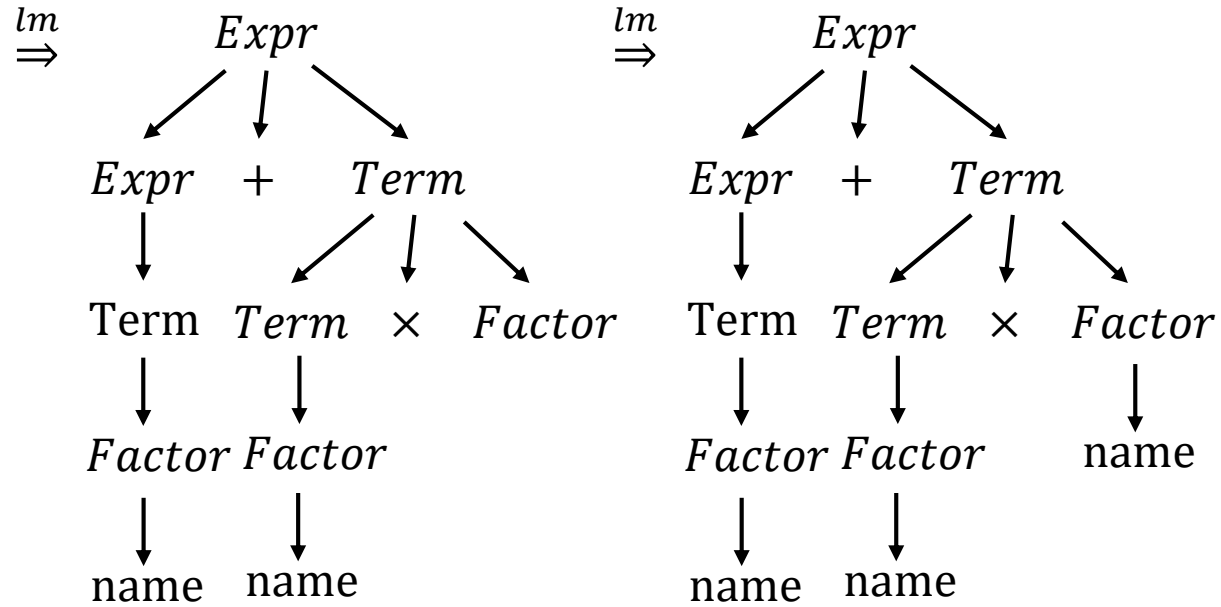 lm
⇒ Expr
Expr + Term
Term Term × Factor
Factor Factor
name name
lm
⇒ Expr
Expr + Term
Term Term × Factor
Factor Factor name
name name